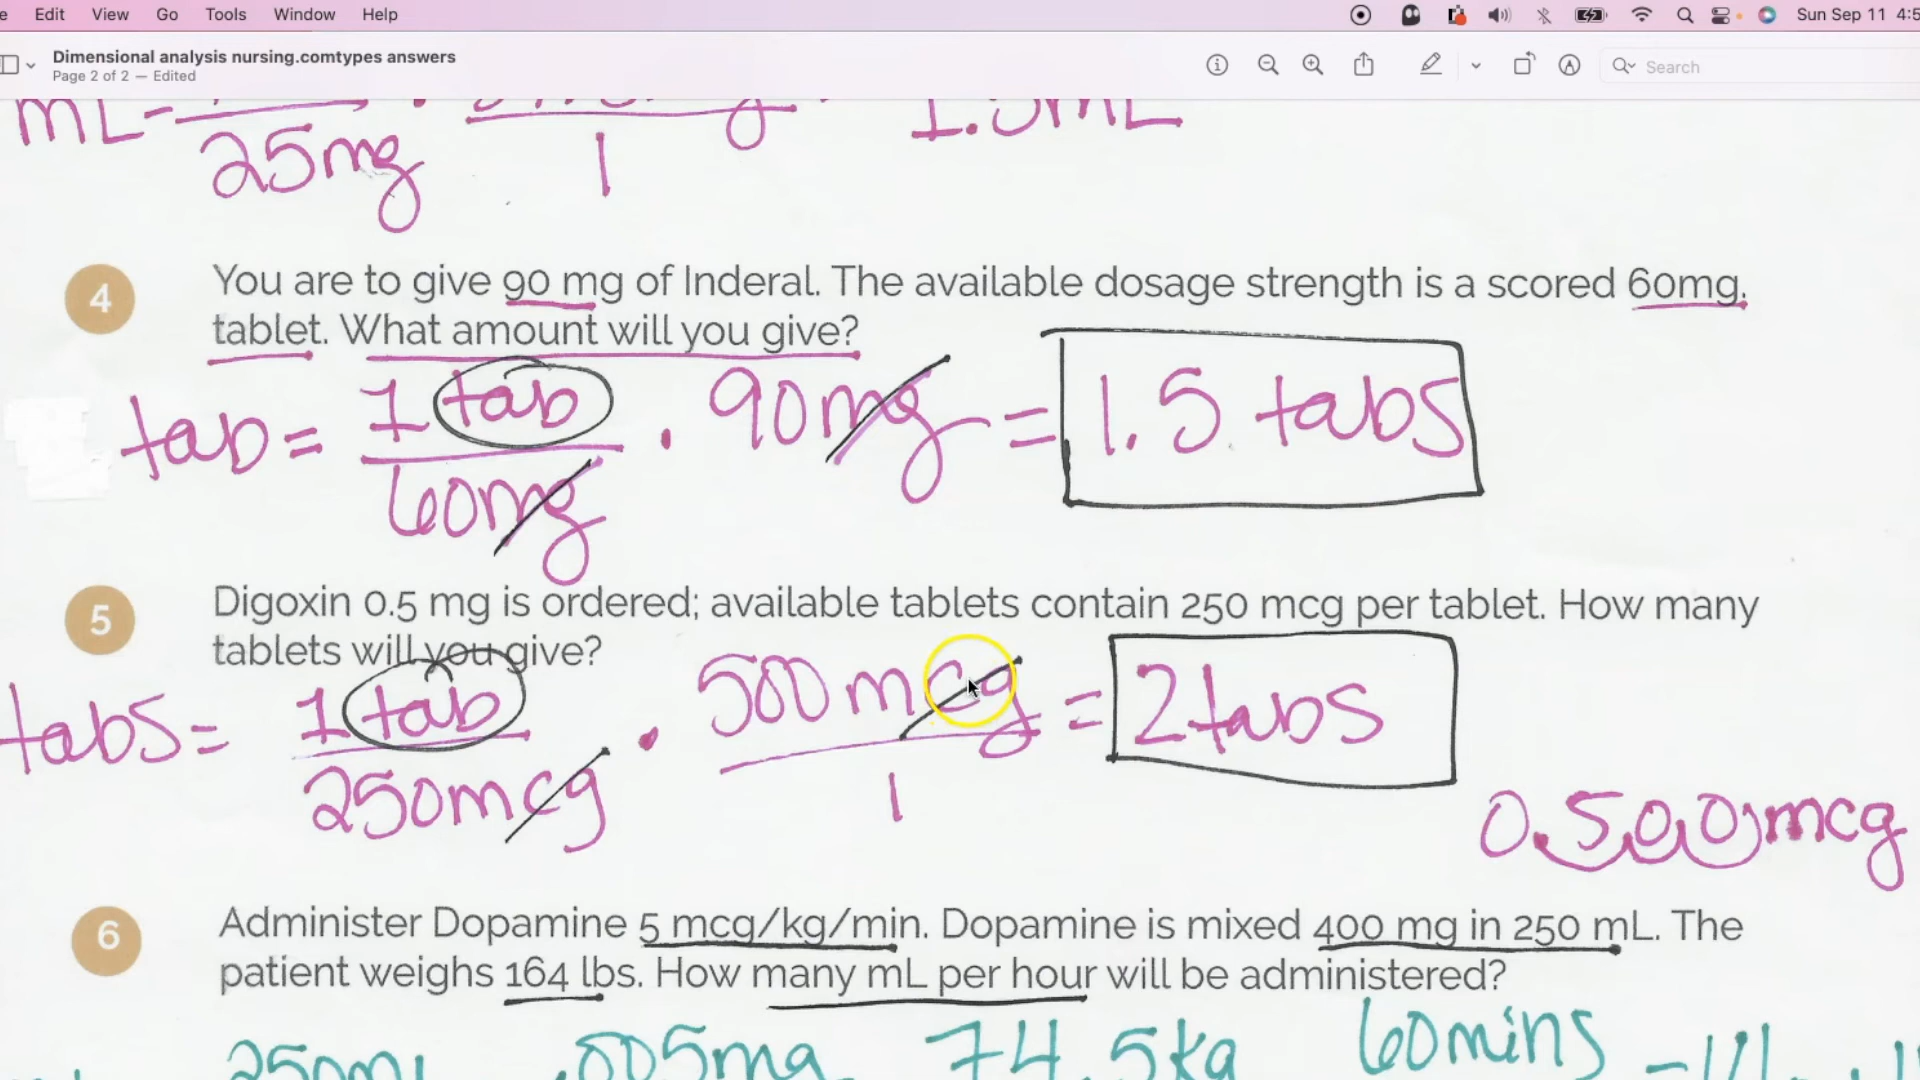 Edit View Go Tools Window Help Sun Sep 11
Dimensional analysis nursing.comtypes answers
Page 2 of 2 — Edited
Search
mL=
25mg 1
4 You are to give 90 mg of Inderal. The available dosage strength is a scored 60mg.
tablet. What amount will you give?
tab = 1 tab · 90mg = 1.5 tabs
60mg
5 Digoxin 0.5 mg is ordered; available tablets contain 250 mcg per tablet. How many
tablets will you give?
tabs = 1 tab · 500 mcg = 2 tabs
250mcg 1
0.500mcg
6 Administer Dopamine 5 mcg/kg/min. Dopamine is mixed 400 mg in 250 mL. The
patient weighs 164 lbs. How many mL per hour will be administered?
250mL .005mg 74.5kg 60mins